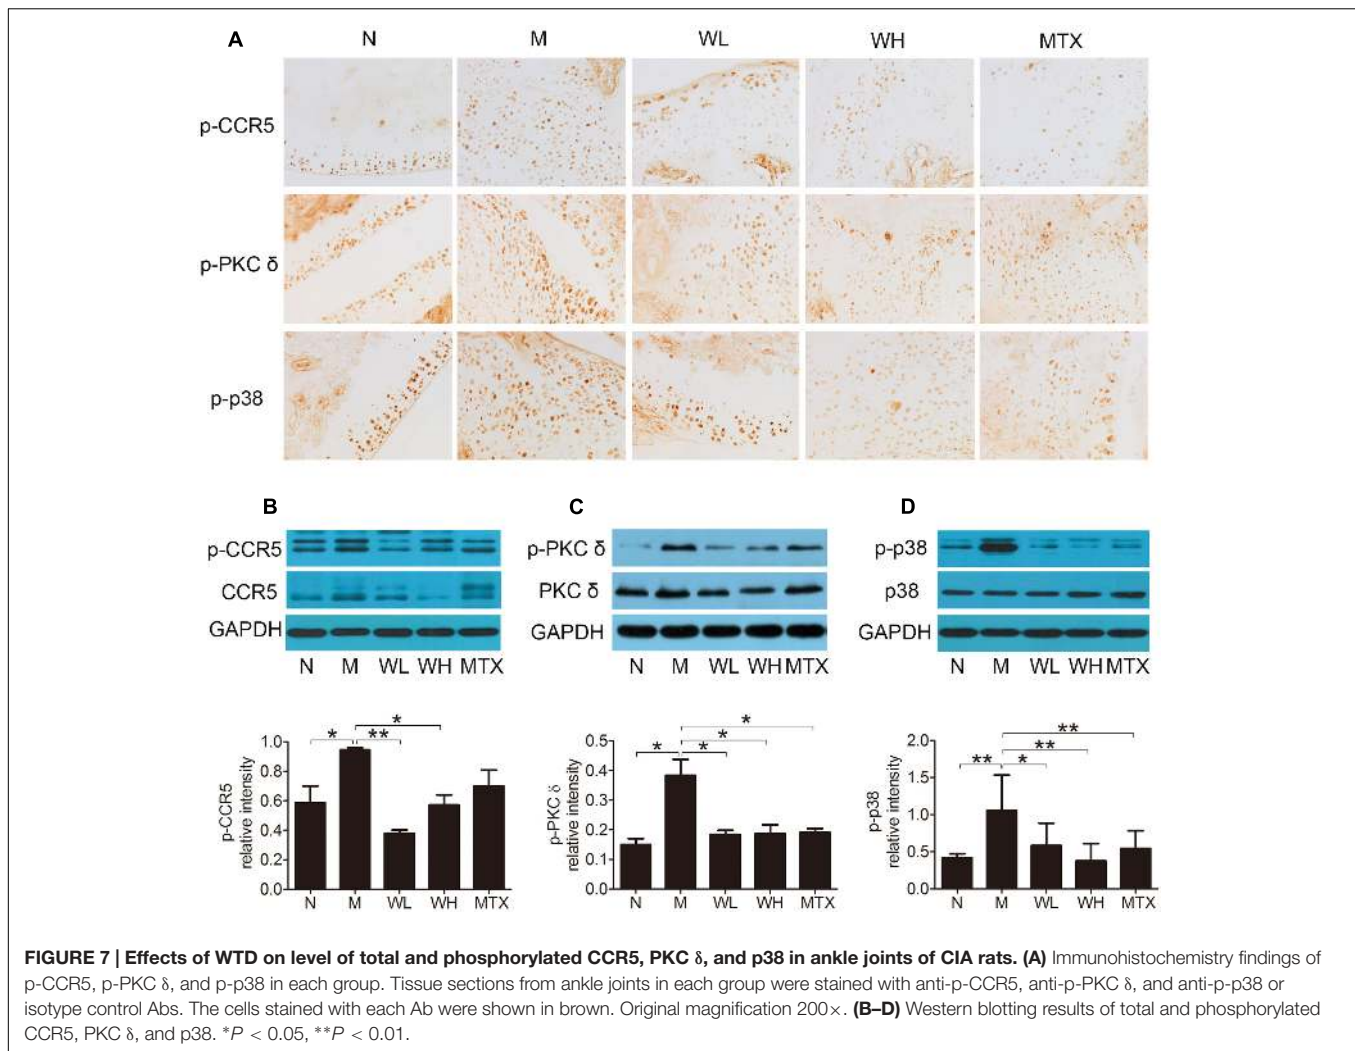 A N M WL WH MTX
p-CCR5
p-PKC δ
p-p38
B C D
p-CCR5
CCR5
GAPDH
N M WL WH MTX
p-PKC δ
PKC δ
GAPDH
N M WL WH MTX
p-p38
p38
GAPDH
N M WL WH MTX
p-CCR5
relative intensity
1.0
0.8
0.6
0.4
0.2
0.0
* ** *
N M WL WH MTX
p-PKC δ
relative intensity
0.5
0.4
0.3
0.2
0.1
0.0
* * * *
N M WL WH MTX
p-p38
relative intensity
2.0
1.5
1.0
0.5
0.0
** * ** **
N M WL WH MTX
FIGURE 7 | Effects of WTD on level of total and phosphorylated CCR5, PKC δ, and p38 in ankle joints of CIA rats. (A) Immunohistochemistry findings of
p-CCR5, p-PKC δ, and p-p38 in each group. Tissue sections from ankle joints in each group were stained with anti-p-CCR5, anti-p-PKC δ, and anti-p-p38 or
isotype control Abs. The cells stained with each Ab were shown in brown. Original magnification 200×. (B–D) Western blotting results of total and phosphorylated
CCR5, PKC δ, and p38. *P < 0.05, **P < 0.01.